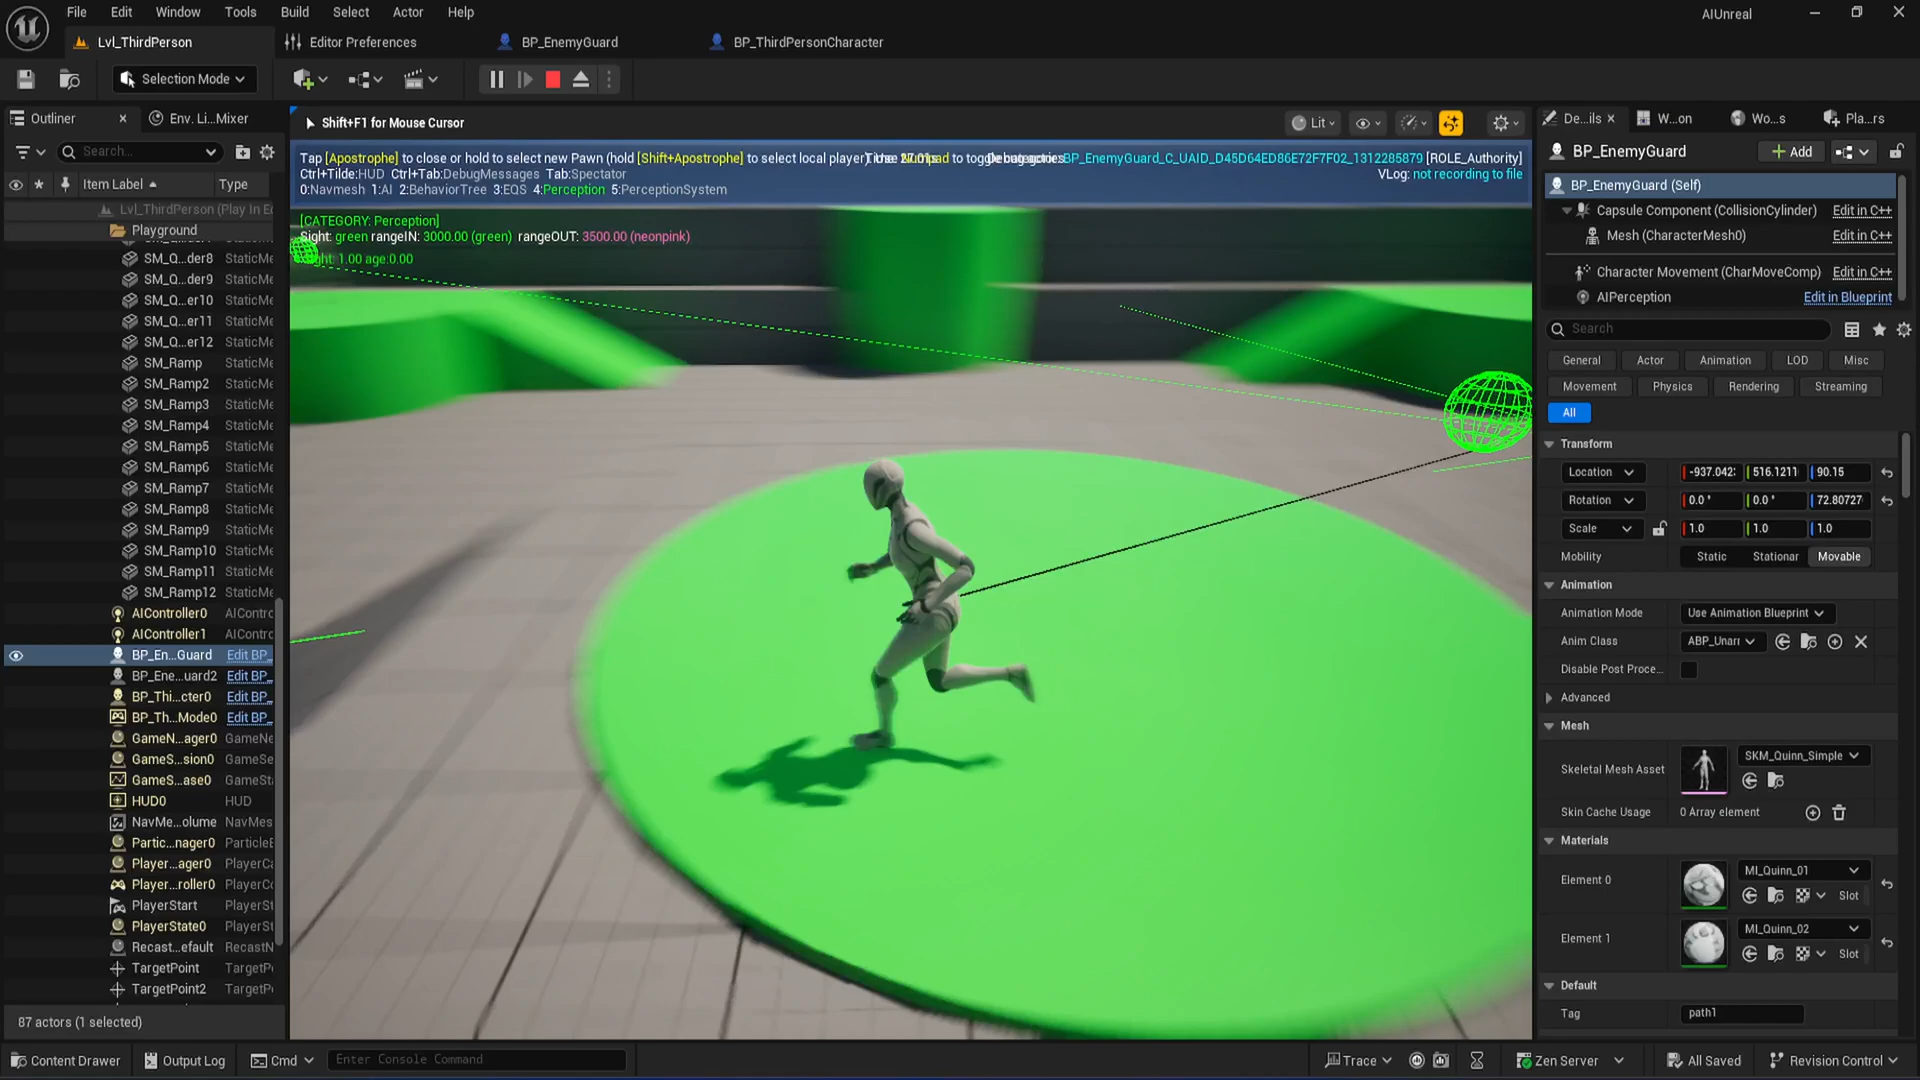 File Edit Window Tools Build Select Actor Help
AIUnreal
Lvl_ThirdPerson
Editor Preferences
BP_EnemyGuard
BP_ThirdPersonCharacter
Selection Mode
Outliner
Env. Li...Mixer
Search...
Item Label
Type
Lvl_ThirdPerson (Play In E
Playground
SM_Q...der8 StaticMe
SM_Q...der9 StaticMe
SM_Q...er10 StaticMe
SM_Q...er11 StaticMe
SM_Q...er12 StaticMe
SM_Ramp StaticMe
SM_Ramp2 StaticMe
SM_Ramp3 StaticMe
SM_Ramp4 StaticMe
SM_Ramp5 StaticMe
SM_Ramp6 StaticMe
SM_Ramp7 StaticMe
SM_Ramp8 StaticMe
SM_Ramp9 StaticMe
SM_Ramp10 StaticMe
SM_Ramp11 StaticMe
SM_Ramp12 StaticMe
AIController0 AIContro
AIController1 AIContro
BP_En...Guard Edit BP_
BP_Ene...uard2 Edit BP_
BP_Thi...cter0 Edit BP_
BP_Th...Mode0 Edit BP_
GameN...ager0 GameNe
GameS...sion0 GameSe
GameS...ase0 GameSta
HUD0 HUD
NavMe...olume NavMes
Partic...nager0 ParticleE
Player...ager0 PlayerCa
Player...roller0 PlayerCo
PlayerStart PlayerSt
PlayerState0 PlayerSt
Recast...efault RecastN
TargetPoint TargetPo
TargetPoint2 TargetPo
87 actors (1 selected)
Shift+F1 for Mouse Cursor
Lit
Tap [Apostrophe] to close or hold to select new Pawn (hold [Shift+Apostrophe] to select local player)
BP_EnemyGuard_C_UAID_D45D64ED86E72F7F02_1312285879 [ROLE_Authority]
Ctrl+Tilde:HUD Ctrl+Tab:DebugMessages Tab:Spectator
VLog: not recording to file
0:Navmesh 1:AI 2:BehaviorTree 3:EQS 4:Perception 5:PerceptionSystem
[CATEGORY: Perception]
Sight: green rangeIN: 3000.00 (green) rangeOUT: 3500.00 (neonpink)
1.00 age:0.00
De...ils
W...on
Wo...s
Pla...rs
BP_EnemyGuard
Add
BP_EnemyGuard (Self)
Capsule Component (CollisionCylinder) Edit in C++
Mesh (CharacterMesh0) Edit in C++
Character Movement (CharMoveComp) Edit in C++
AIPerception Edit in Blueprint
Search
General Actor Animation LOD Misc
Movement Physics Rendering Streaming
All
Transform
Location -937.042 516.1211 90.15
Rotation 0.0 ° 0.0 ° 72.80727
Scale 1.0 1.0 1.0
Mobility Static Stationar Movable
Animation
Animation Mode Use Animation Blueprint
Anim Class ABP_Unarr
Disable Post Proce...
Advanced
Mesh
Skeletal Mesh Asset SKM_Quinn_Simple
Skin Cache Usage 0 Array element
Materials
Element 0 MI_Quinn_01
Slot
Element 1 MI_Quinn_02
Slot
Default
Tag path1
Content Drawer Output Log Cmd Enter Console Command
Trace Zen Server All Saved Revision Control